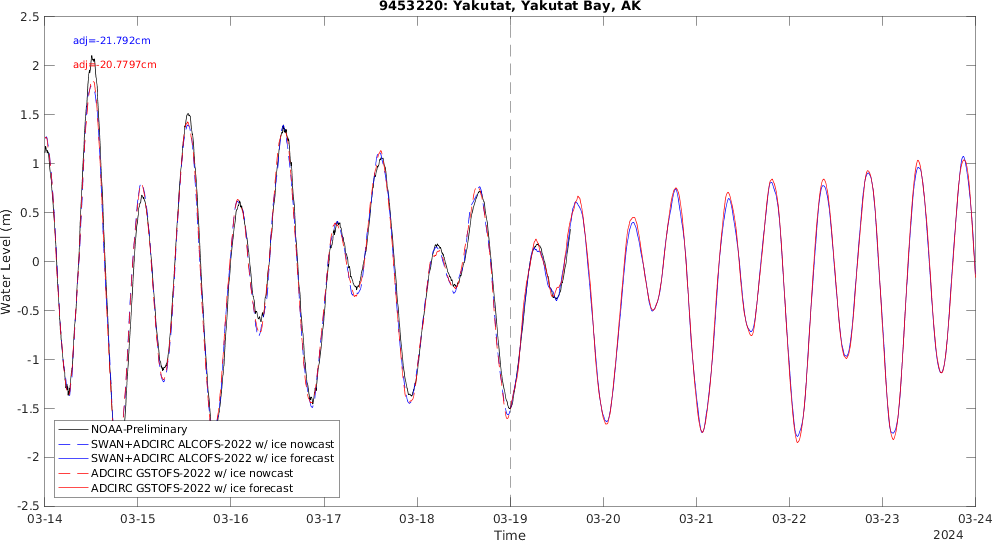 9453220: Yakutat, Yakutat Bay, AK
2.5
adj=-21.792cm
2
adj=-20.7797cm
1.5
1
0.5
0
-0.5
-1
-1.5
-2
-2.5
Water Level (m)
NOAA-Preliminary
SWAN+ADCIRC ALCOFS-2022 w/ ice nowcast
SWAN+ADCIRC ALCOFS-2022 w/ ice forecast
ADCIRC GSTOFS-2022 w/ ice nowcast
ADCIRC GSTOFS-2022 w/ ice forecast
03-14 03-15 03-16 03-17 03-18 03-19 03-20 03-21 03-22 03-23 03-24
Time
2024